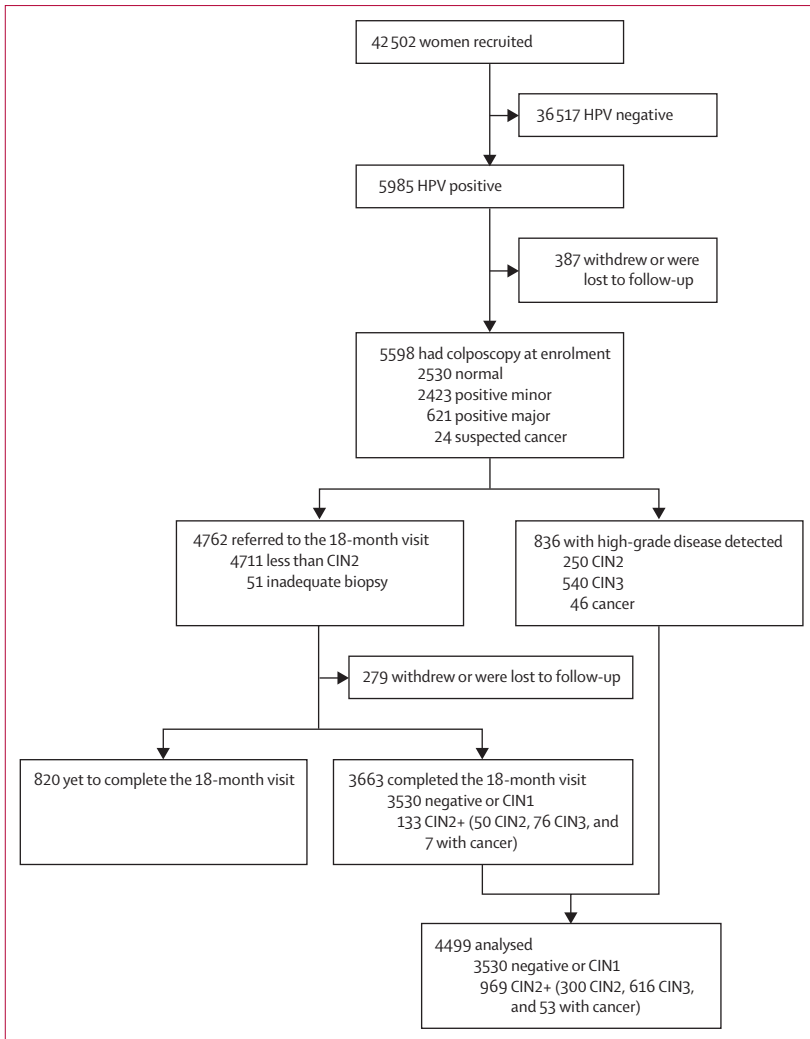 42 502 women recruited
36 517 HPV negative
5985 HPV positive
387 withdrew or were
lost to follow-up
5598 had colposcopy at enrolment
2530 normal
2423 positive minor
621 positive major
24 suspected cancer
4762 referred to the 18-month visit
4711 less than CIN2
51 inadequate biopsy
836 with high-grade disease detected
250 CIN2
540 CIN3
46 cancer
279 withdrew or were lost to follow-up
820 yet to complete the 18-month visit
3663 completed the 18-month visit
3530 negative or CIN1
133 CIN2+ (50 CIN2, 76 CIN3, and
7 with cancer)
4499 analysed
3530 negative or CIN1
969 CIN2+ (300 CIN2, 616 CIN3,
and 53 with cancer)